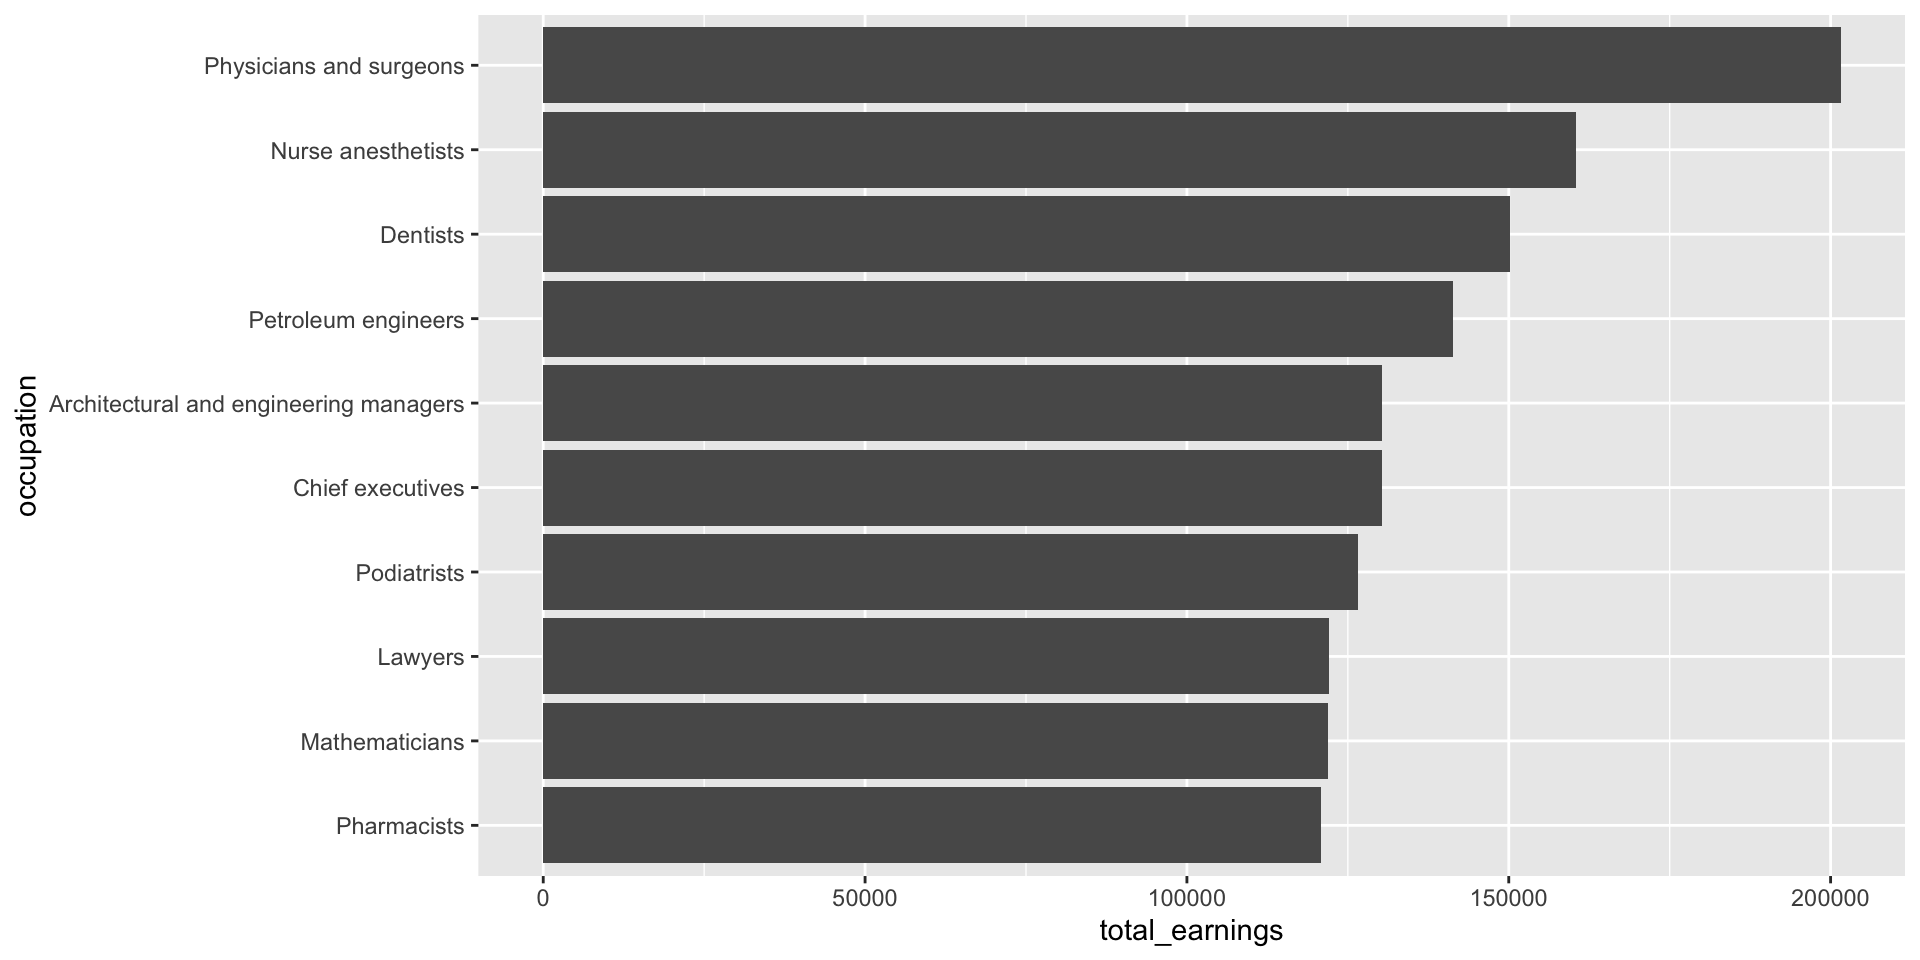 Physicians and surgeons
Nurse anesthetists
Dentists
Petroleum engineers
Architectural and engineering managers
Chief executives
Podiatrists
Lawyers
Mathematicians
Pharmacists
occupation
0 50000 100000 150000 200000
total_earnings